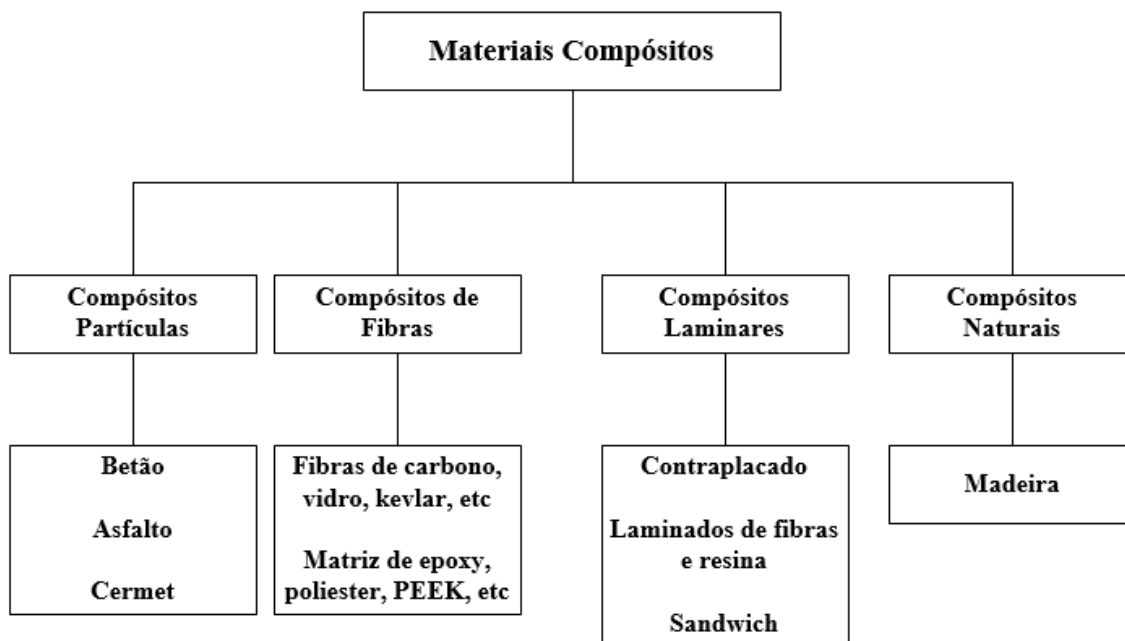 Materiais Compósitos
Compósitos
Partículas
Compósitos de
Fibras
Compósitos
Laminares
Compósitos
Naturais
Betão
Asfalto
Cermet
Fibras de carbono,
vidro, kevlar, etc
Matriz de epoxy,
poliester, PEEK, etc
Contraplacado
Laminados de fibras
e resina
Sandwich
Madeira